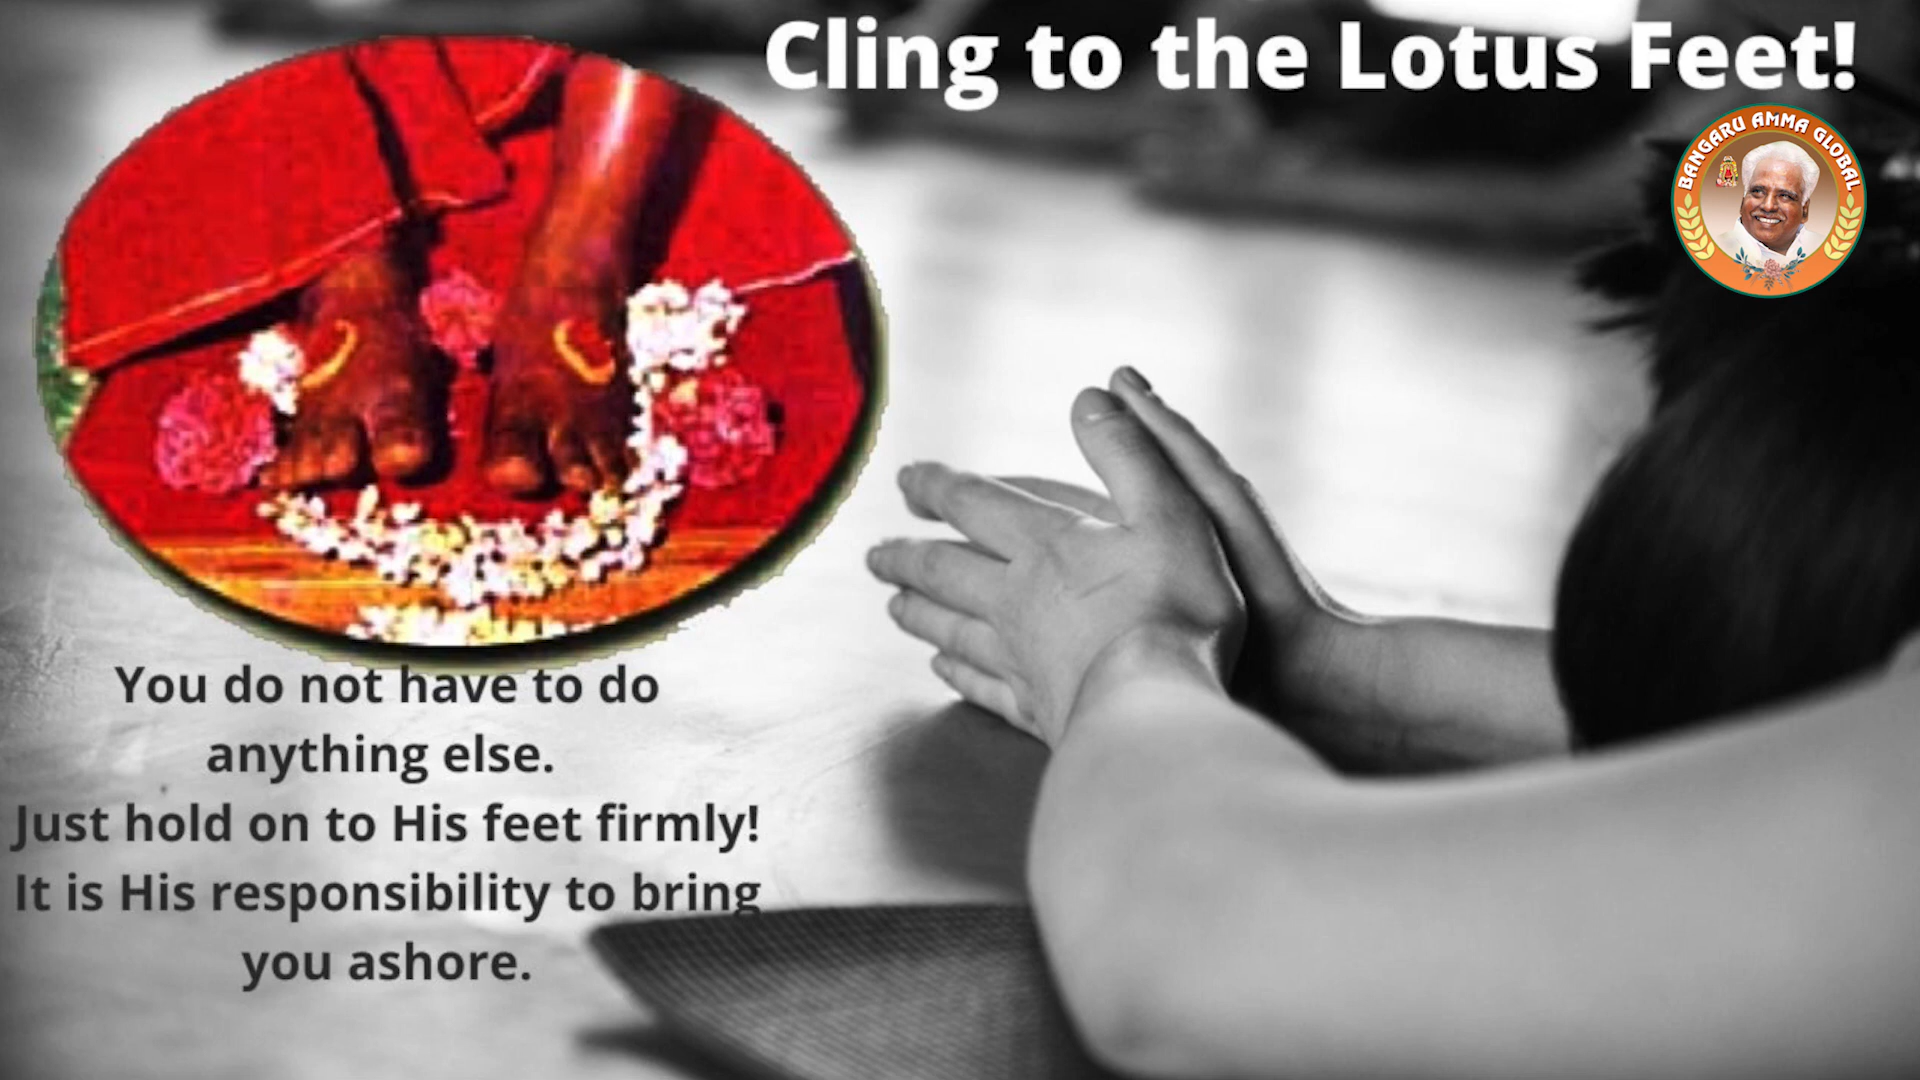 Cling to the Lotus Feet!
BANGARU AMMA GLOBAL
You do not have to do
anything else.
Just hold on to His feet firmly!
It is His responsibility to bring
you ashore.